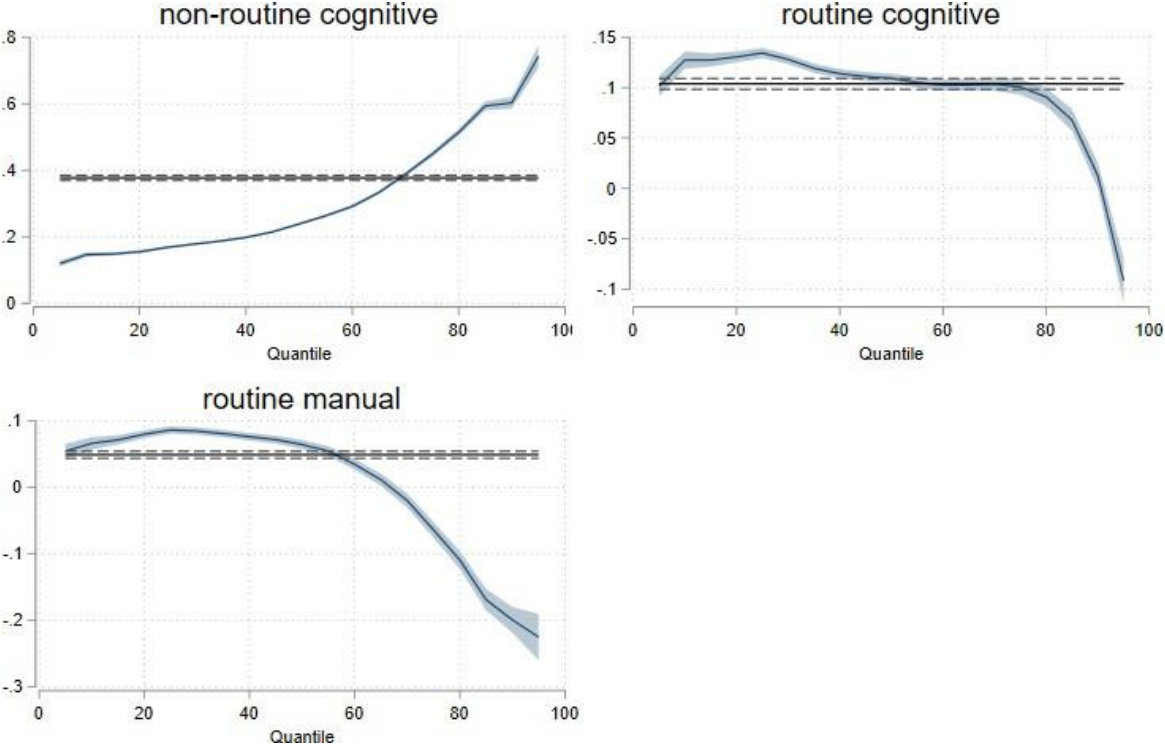 non-routine cognitive
.8
.6
.4
.2
0
0 20 40 60 80 100
Quantile
routine cognitive
.15
.1
.05
0
-.05
-.1
0 20 40 60 80 100
Quantile
routine manual
.1
0
-.1
-.2
-.3
0 20 40 60 80 100
Quantile